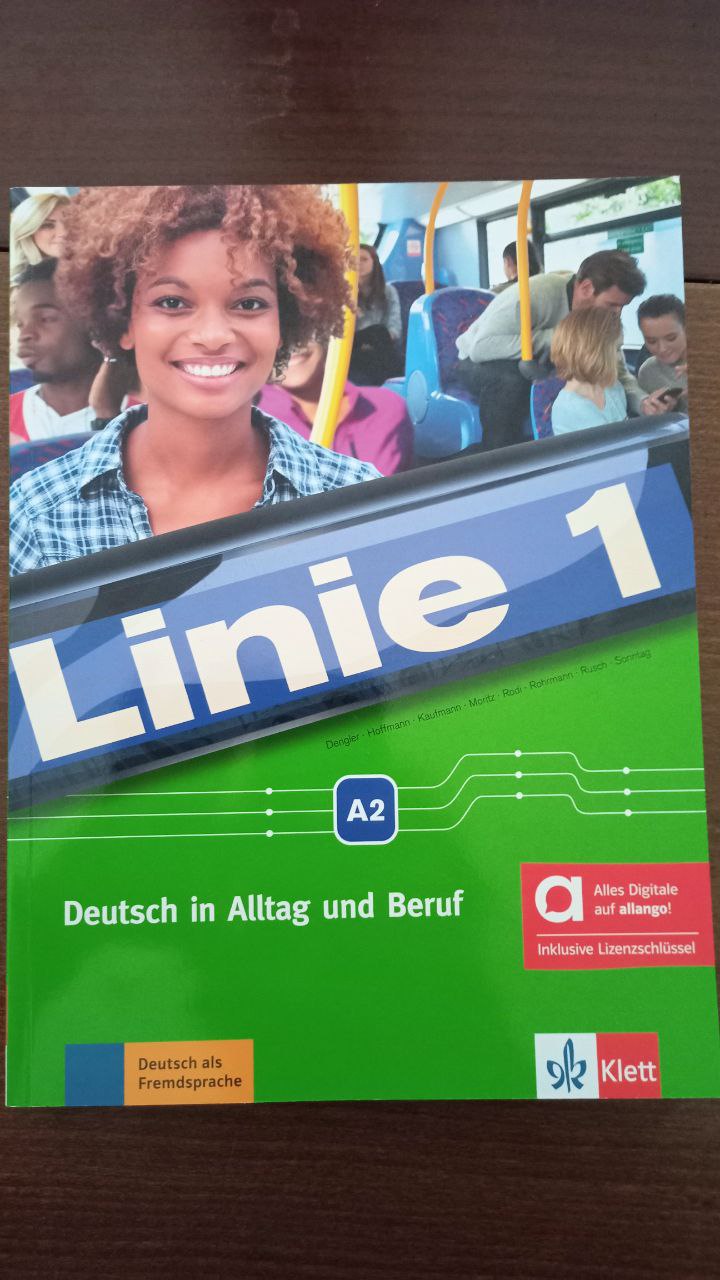 Linie 1
Dengler · Hoffmann · Kaufmann · Moritz · Rodi · Rohrmann · Rusch · Sonntag
A2
Deutsch in Alltag und Beruf
a Alles Digitale
auf allango!
Inklusive Lizenzschlüssel
Deutsch als
Fremdsprache
Klett